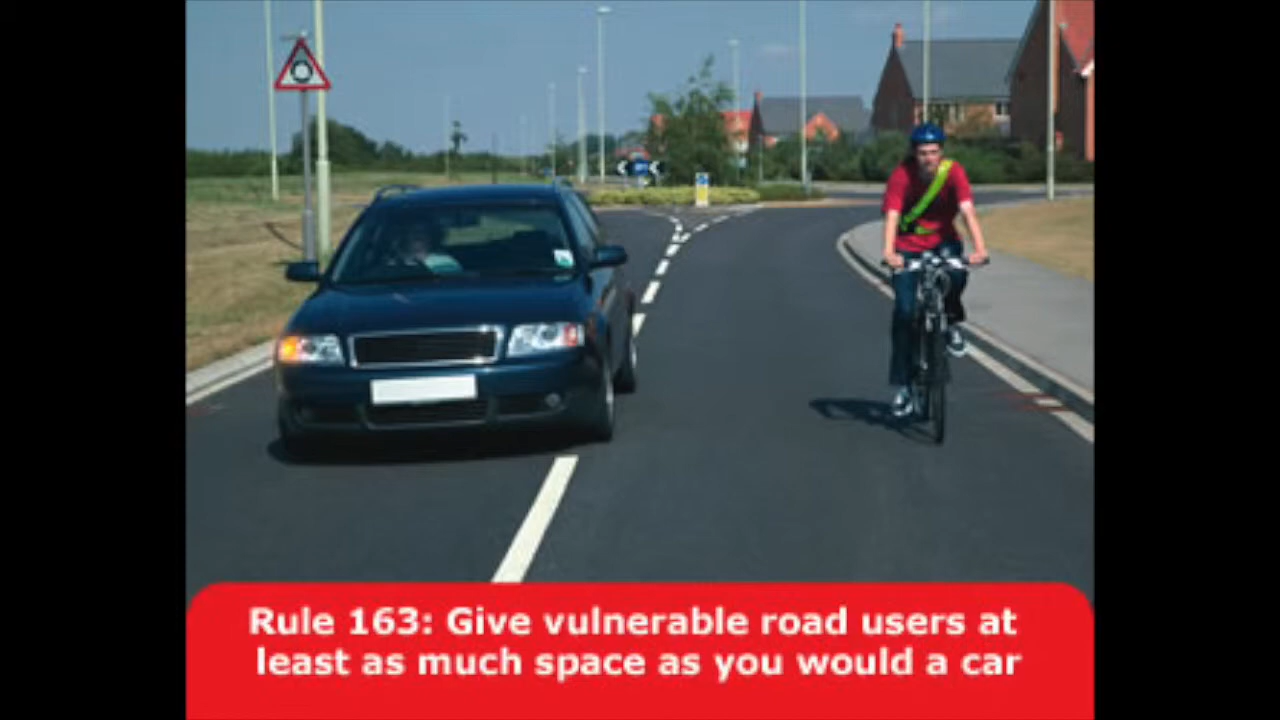 Rule 163: Give vulnerable road users at
least as much space as you would a car